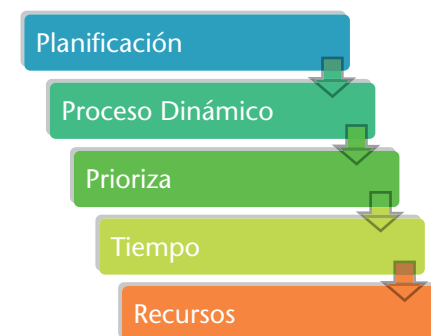 Planificación
Proceso Dinámico
Prioriza
Tiempo
Recursos